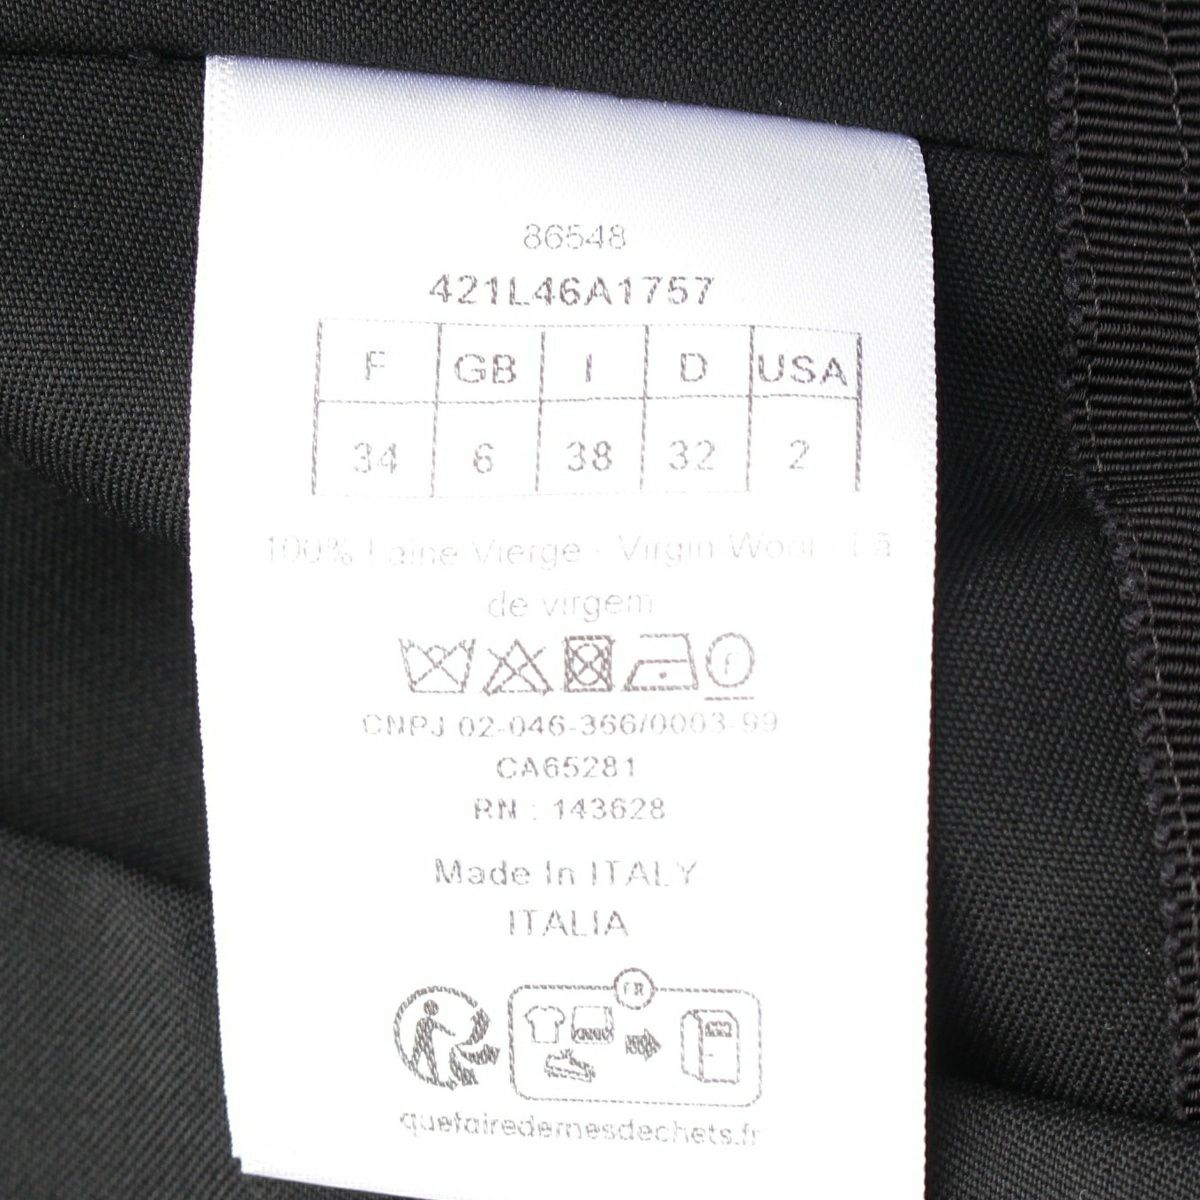 86548
421L46A1757
F GB I D USA
34 6 38 32 2
100% Laine Vierge - Virgin Wool - Lã
de virgem
F
CNPJ 02-046-366/0003-99
CA65281
RN : 143628
Made In ITALY
ITALIA
FR
quefairedemesdechets.fr